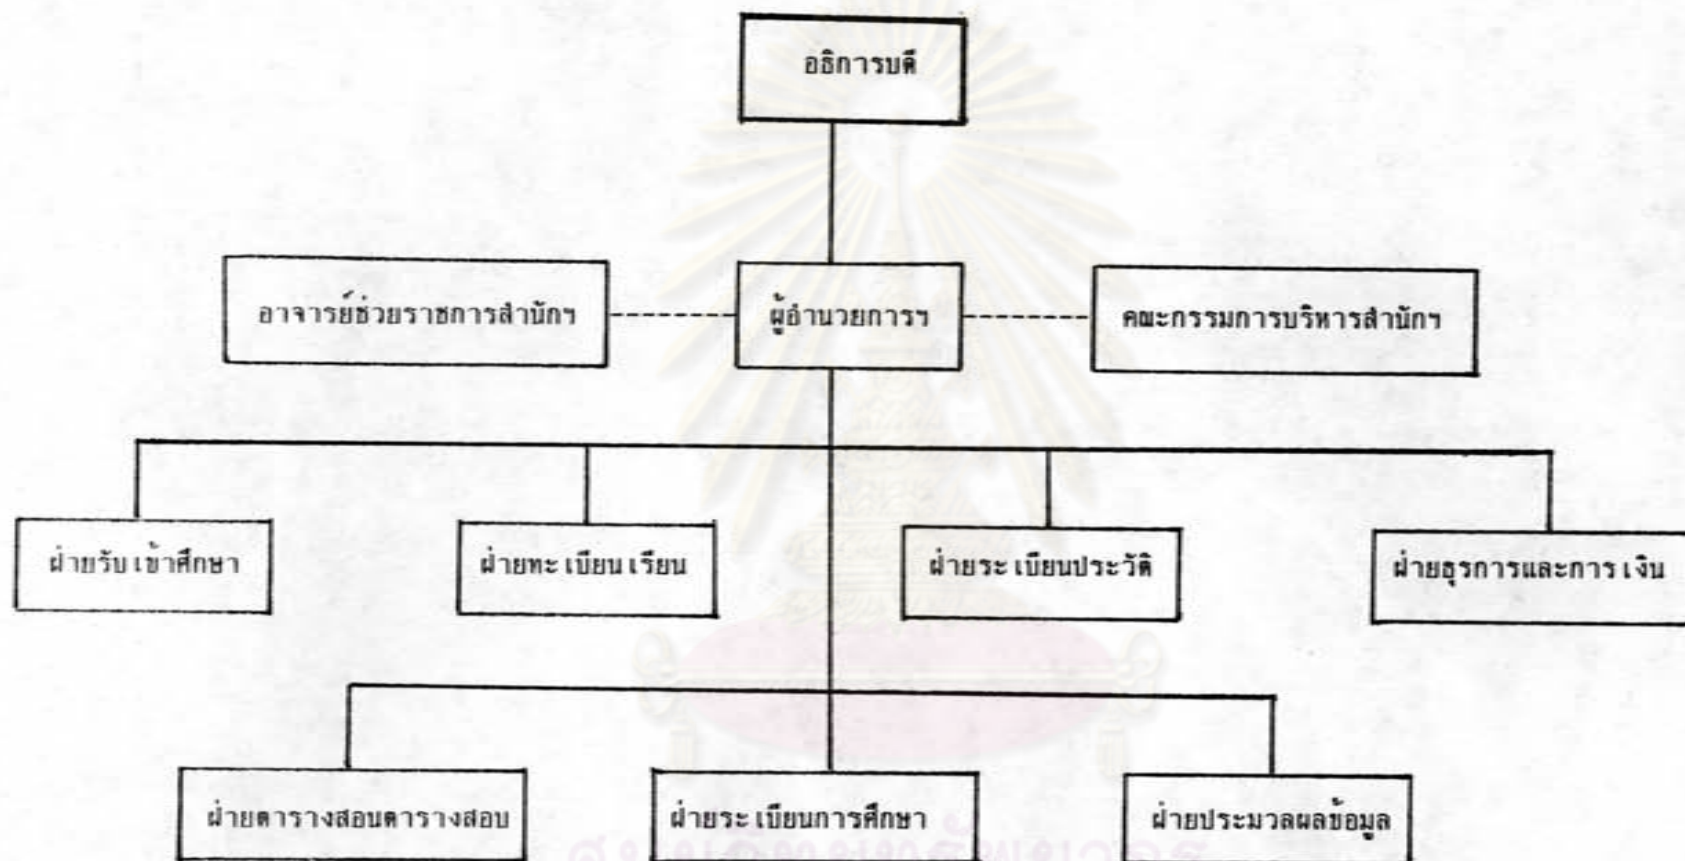 อธิการบดี
อาจารย์ช่วยราชการสำนักฯ
ผู้อำนวยการฯ
คณะกรรมการบริหารสำนักฯ
ฝ่ายรับเข้าศึกษา
ฝ่ายทะเบียนเรียน
ฝ่ายระเบียนประวัติ
ฝ่ายธุรการและการเงิน
ฝ่ายตารางสอนตารางสอบ
ฝ่ายระเบียนการศึกษา
ฝ่ายประมวลผลข้อมูล